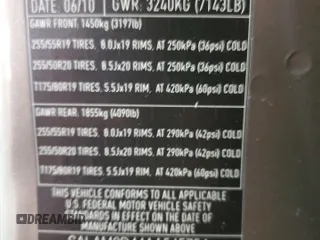 DATE 06/10 GWR: 3240KG (7143LB)
GAWR FRONT. 1450kg (3197lb)
255/55R19 TIRES, 8.0Jx19 RIMS, AT 250kPa (36psi) COLD
255/50R20 TIRES, 8.5Jx20 RIMS, AT 250kPa (36psi) COLD
T175/80R19 TIRES, 5.5Jx19 RIM, AT 420kPa (60psi) COLD
GAWR REAR. 1855kg (4090lb)
255/55R19 TIRES, 8.0Jx19 RIMS, AT 290kPa (42psi) COLD
255/50R20 TIRES, 8.5Jx20 RIMS, AT 290kPa (42psi) COLD
T175/80R19 TIRES, 5.5Jx19 RIM, AT 420kPa (60psi) COLD
THIS VEHICLE CONFORMS TO ALL APPLICABLE
U.S. FEDERAL MOTOR VEHICLE SAFETY
STANDARDS IN EFFECT ON THE DATE OF
MANUFACTURE SHOWN ABOVE
DREAMBID